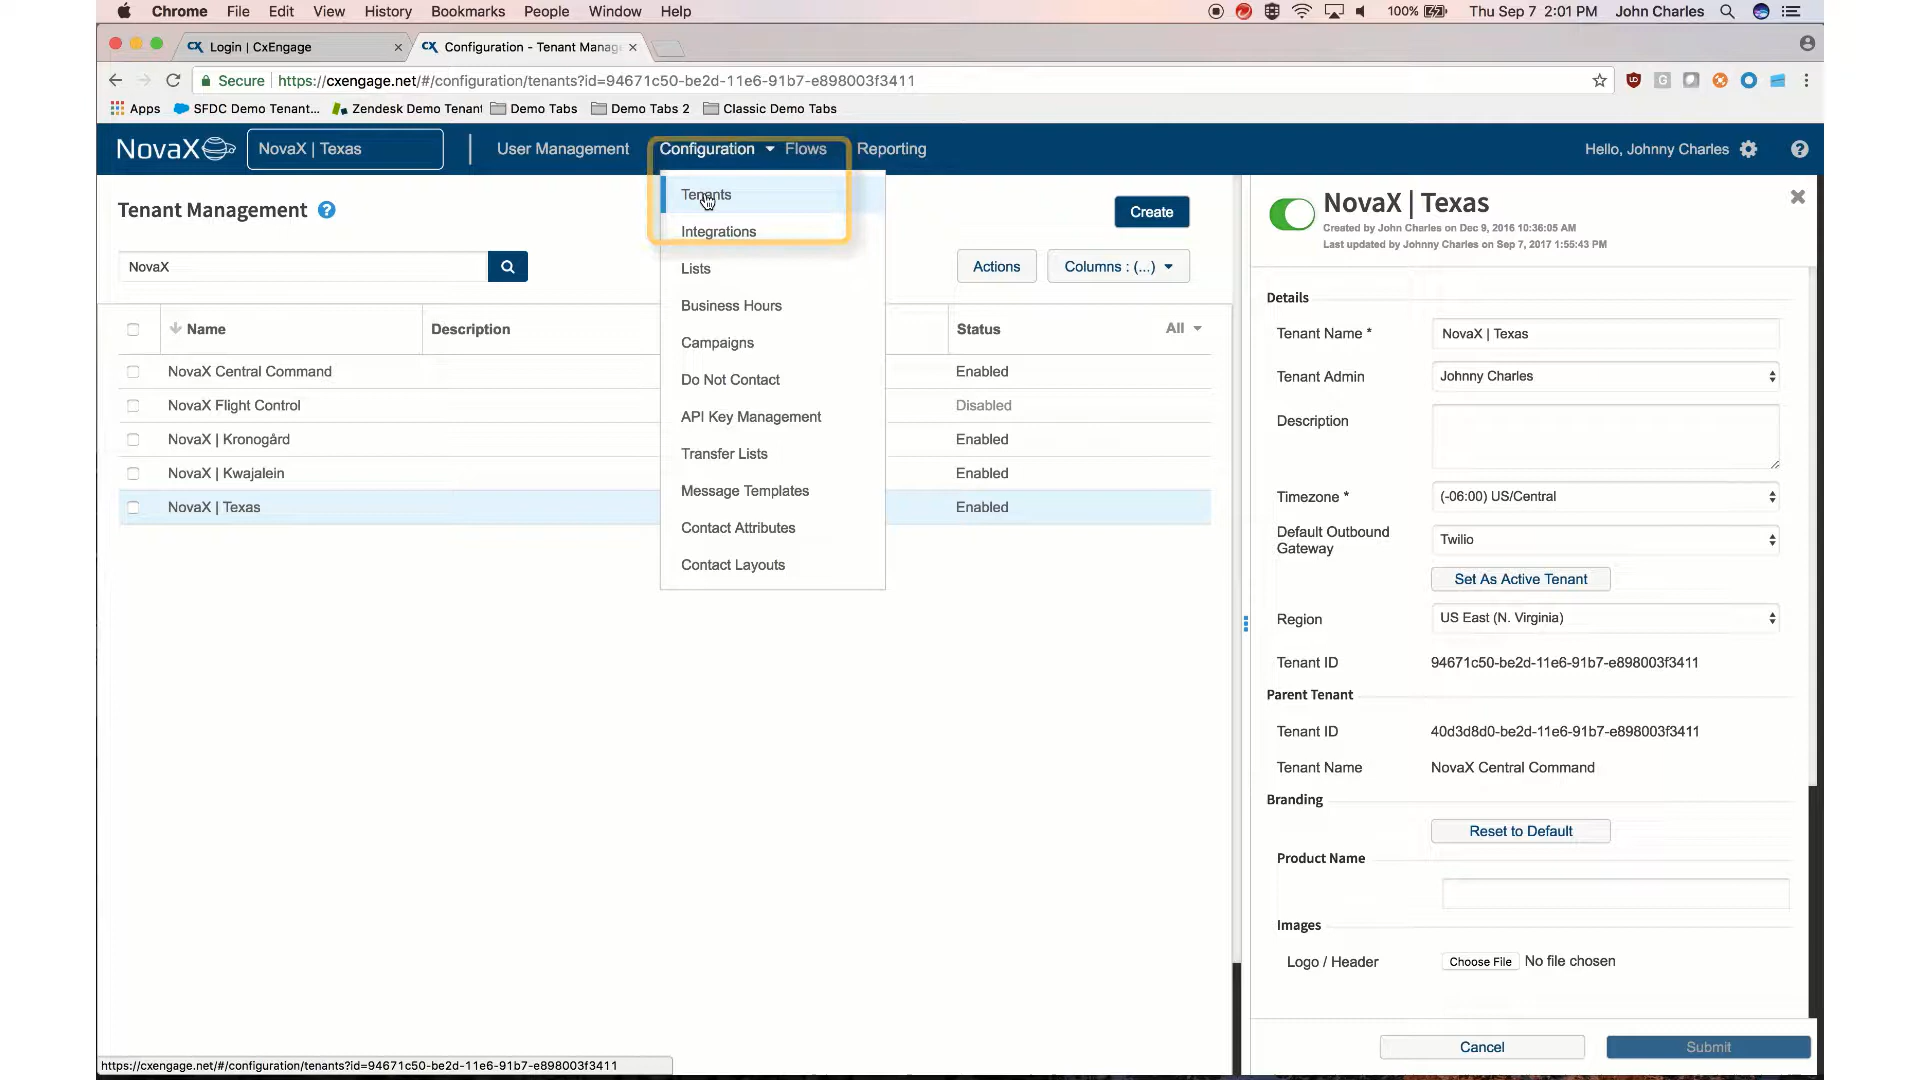 Chrome File Edit View History Bookmarks People Window Help 100% Thu Sep 7 2:01 PM John Charles
CX Login | CxEngage × CX Configuration - Tenant Manag ×
Secure https://cxengage.net/#/configuration/tenants?id=94671c50-be2d-11e6-91b7-e898003f3411
Apps SFDC Demo Tenant... Zendesk Demo Tenant Demo Tabs Demo Tabs 2 Classic Demo Tabs
NovaX NovaX | Texas User Management Configuration Flows Reporting Hello, Johnny Charles ?
Tenant Management ?
Create
NovaX
Actions Columns : (...)
Name Description Status All
NovaX Central Command Enabled
NovaX Flight Control Disabled
NovaX | Kronogård Enabled
NovaX | Kwajalein Enabled
NovaX | Texas Enabled
Tenants
Integrations
Lists
Business Hours
Campaigns
Do Not Contact
API Key Management
Transfer Lists
Message Templates
Contact Attributes
Contact Layouts
NovaX | Texas
Created by John Charles on Dec 9, 2016 10:36:05 AM
Last updated by Johnny Charles on Sep 7, 2017 1:55:43 PM
Details
Tenant Name * NovaX | Texas
Tenant Admin Johnny Charles
Description
Timezone * (-06:00) US/Central
Default Outbound
Gateway
Twilio
Set As Active Tenant
Region US East (N. Virginia)
Tenant ID 94671c50-be2d-11e6-91b7-e898003f3411
Parent Tenant
Tenant ID 40d3d8d0-be2d-11e6-91b7-e898003f3411
Tenant Name NovaX Central Command
Branding
Reset to Default
Product Name
Images
Logo / Header Choose File No file chosen
Cancel Submit
https://cxengage.net/#/configuration/tenants?id=94671c50-be2d-11e6-91b7-e898003f3411